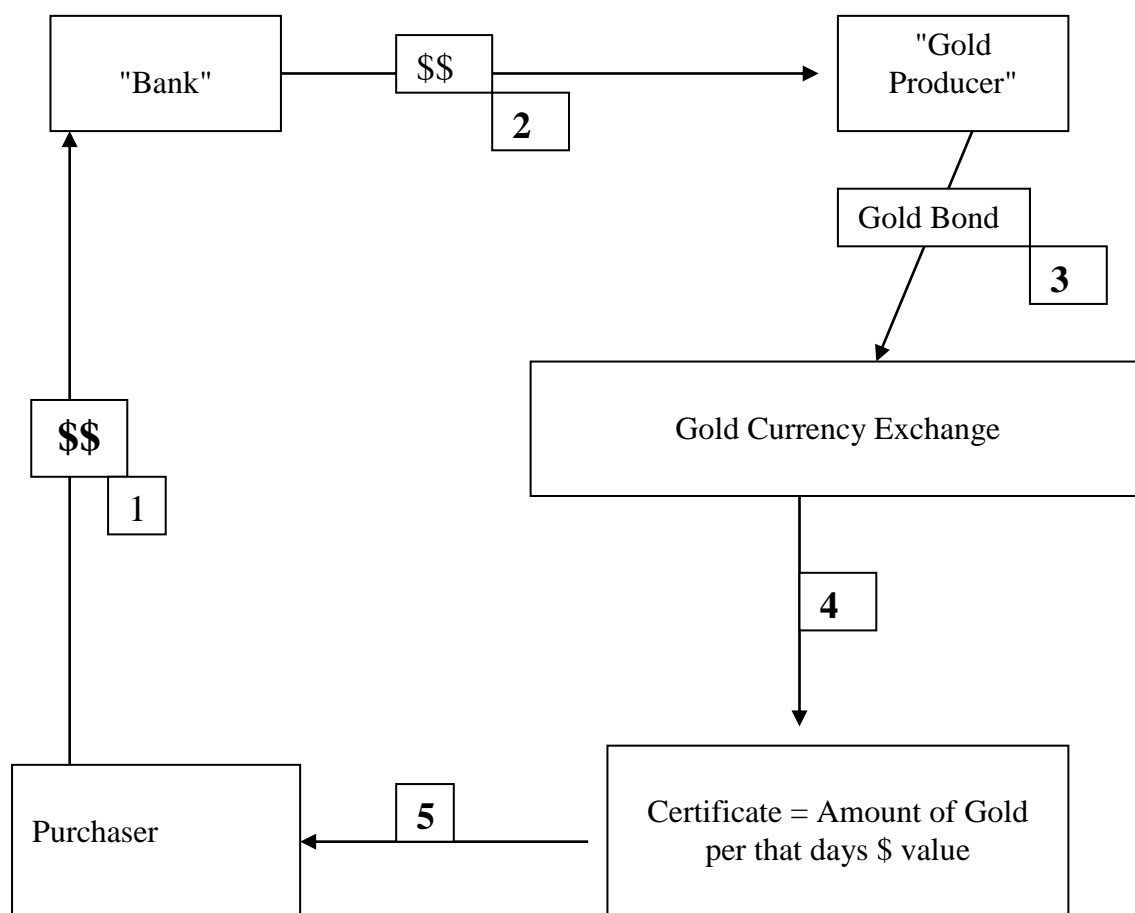 "Bank"
$$
2
"Gold
Producer"
Gold Bond
3
Gold Currency Exchange
$$
1
4
Purchaser
5
Certificate = Amount of Gold
per that days $ value